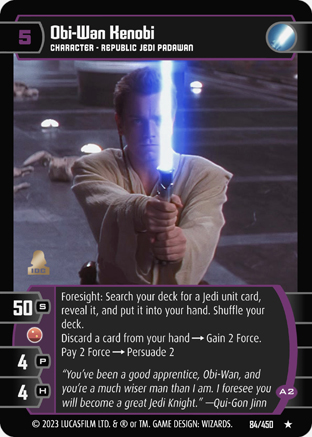 5
Obi-Wan Kenobi
CHARACTER • REPUBLIC JEDI PADAWAN
100
50 S
4 P
4 H
Foresight: Search your deck for a Jedi unit card,
reveal it, and put it into your hand. Shuffle your
deck.
Discard a card from your hand → Gain 2 Force.
Pay 2 Force → Persuade 2
"You've been a good apprentice, Obi-Wan, and
you're a much wiser man than I am. I foresee you
will become a great Jedi Knight." —Qui-Gon Jinn
A2
© 2023 LUCASFILM LTD. & ® or TM. GAME DESIGN: WIZARDS. 84/450 ★